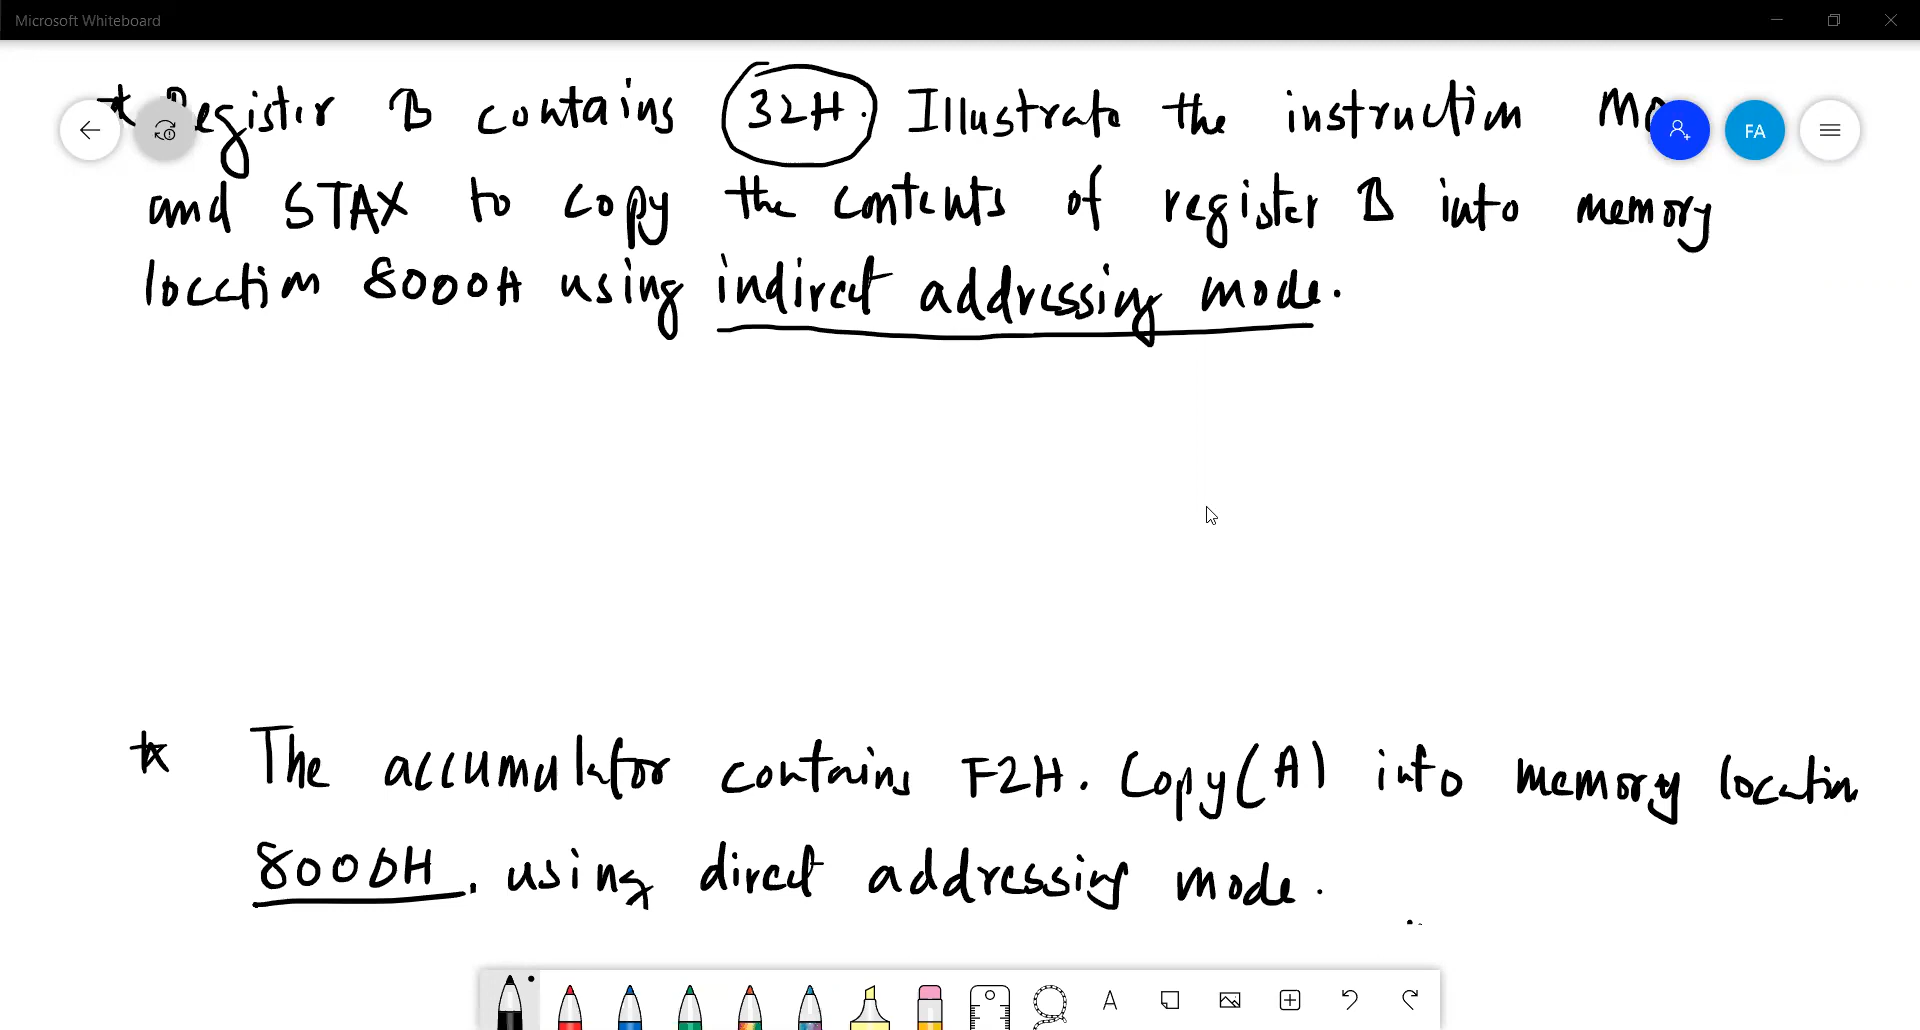 Microsoft Whiteboard
* Register B contains 32H. Illustrate the instruction
and STAX to copy the contents of register B into memory
location 8000H using indirect addressing mode.
FA
* The accumulator contains F2H. Copy (A) into memory location
8000H. using direct addressing mode.
A